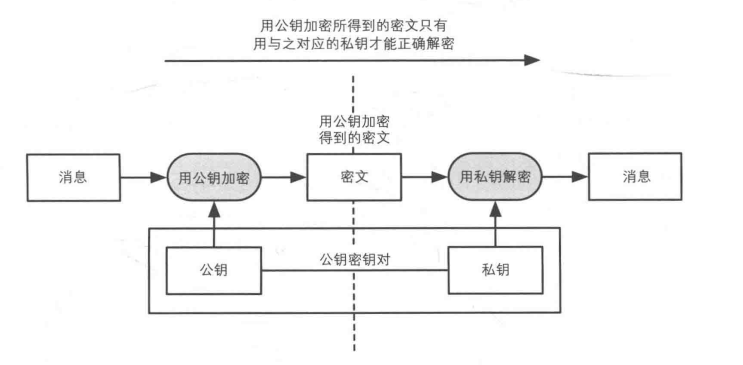 用公钥加密所得到的密文只有
用与之对应的私钥才能正确解密
用公钥加密
得到的密文
消息
用公钥加密
密文
用私钥解密
消息
公钥
公钥密钥对
私钥